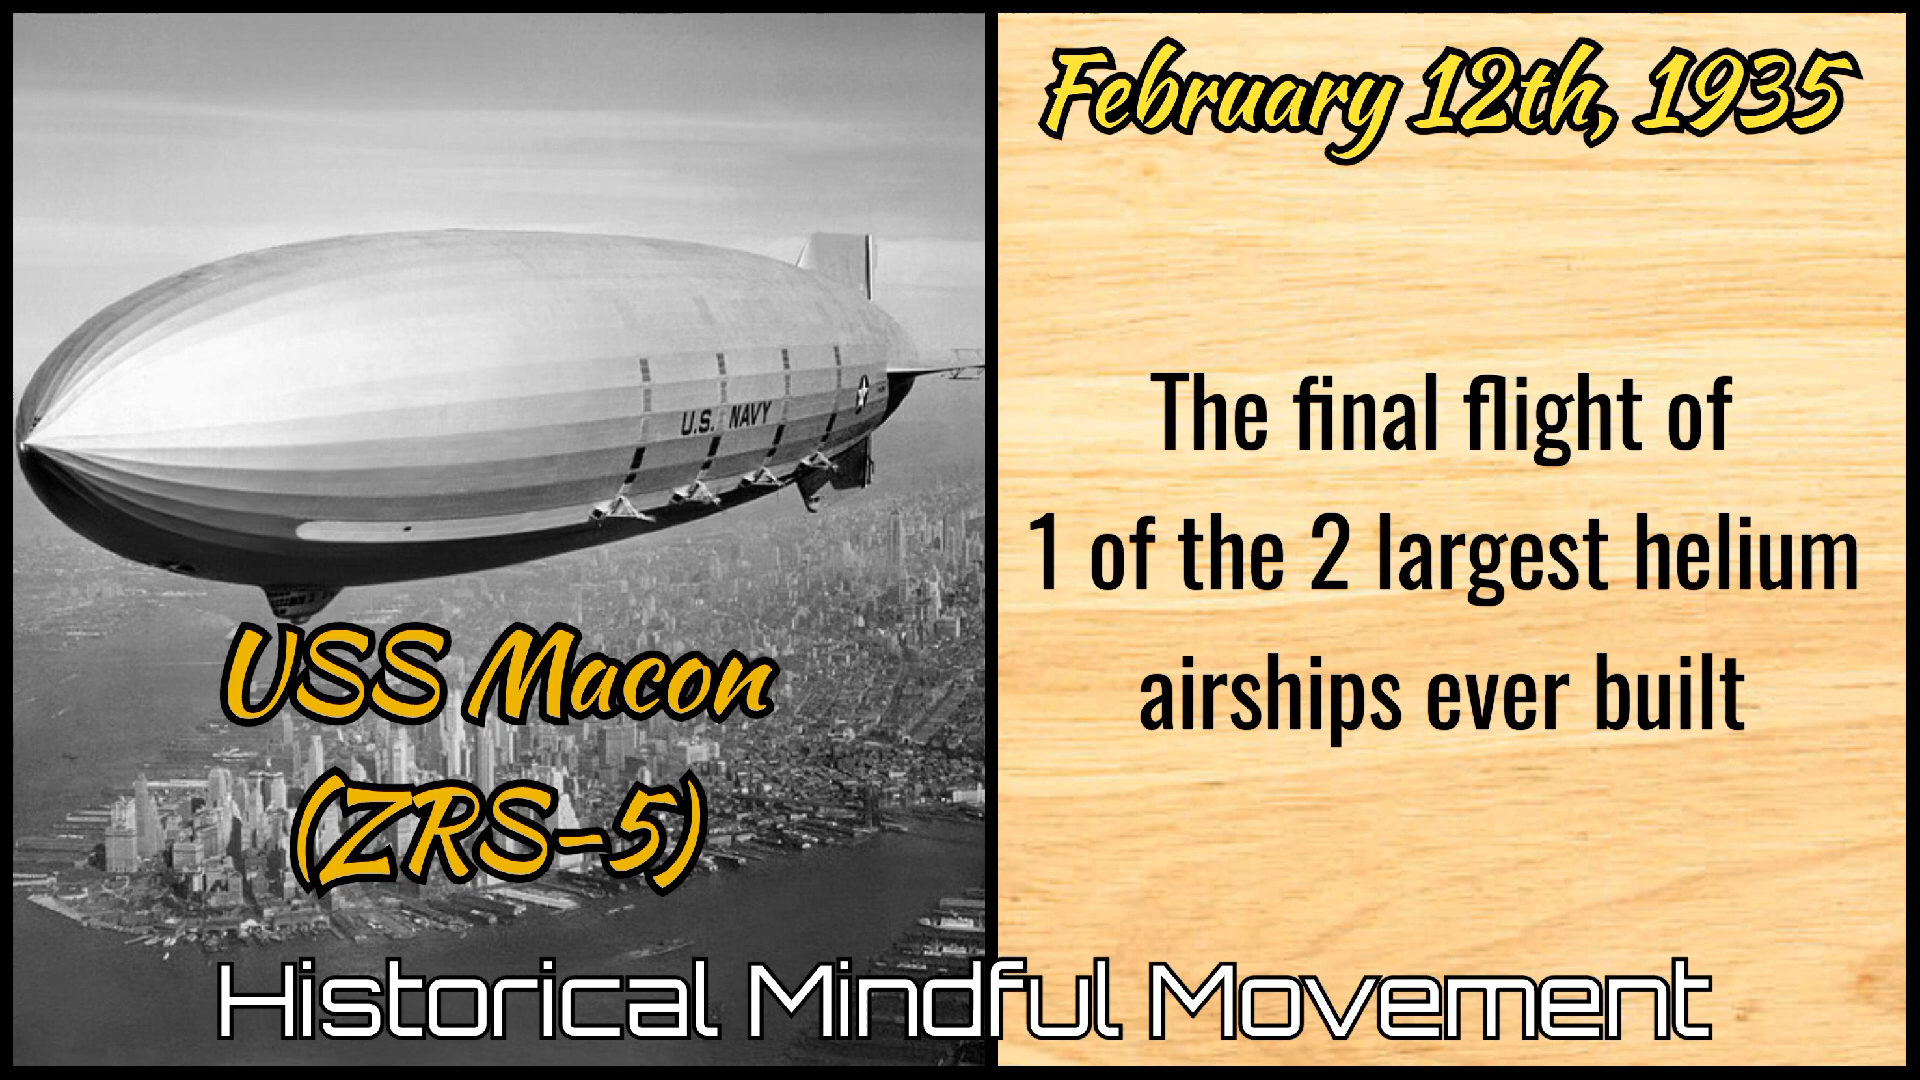 February 12th, 1935
U.S. NAVY
The final flight of
1 of the 2 largest helium
airships ever built
USS Macon
(ZRS-5)
Historical Mindful Movement